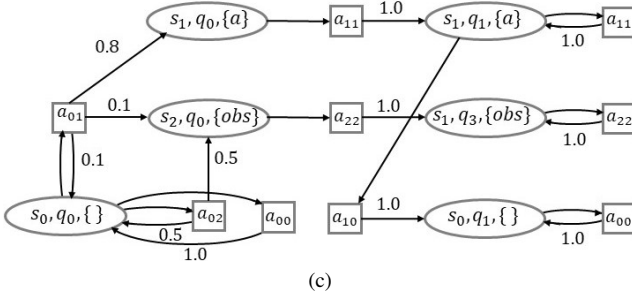 s₁, q₀, {a} a₁₁ 1.0 s₁, q₁, {a} a₁₁ 1.0
0.8
a₀₁ 0.1 s₂, q₀, {obs} a₂₂ 1.0 s₁, q₃, {obs} a₂₂ 1.0
0.1 0.5
s₀, q₀, { } a₀₂ a₀₀ a₁₀ 1.0 s₀, q₁, { } a₀₀ 1.0
0.5
1.0
(c)